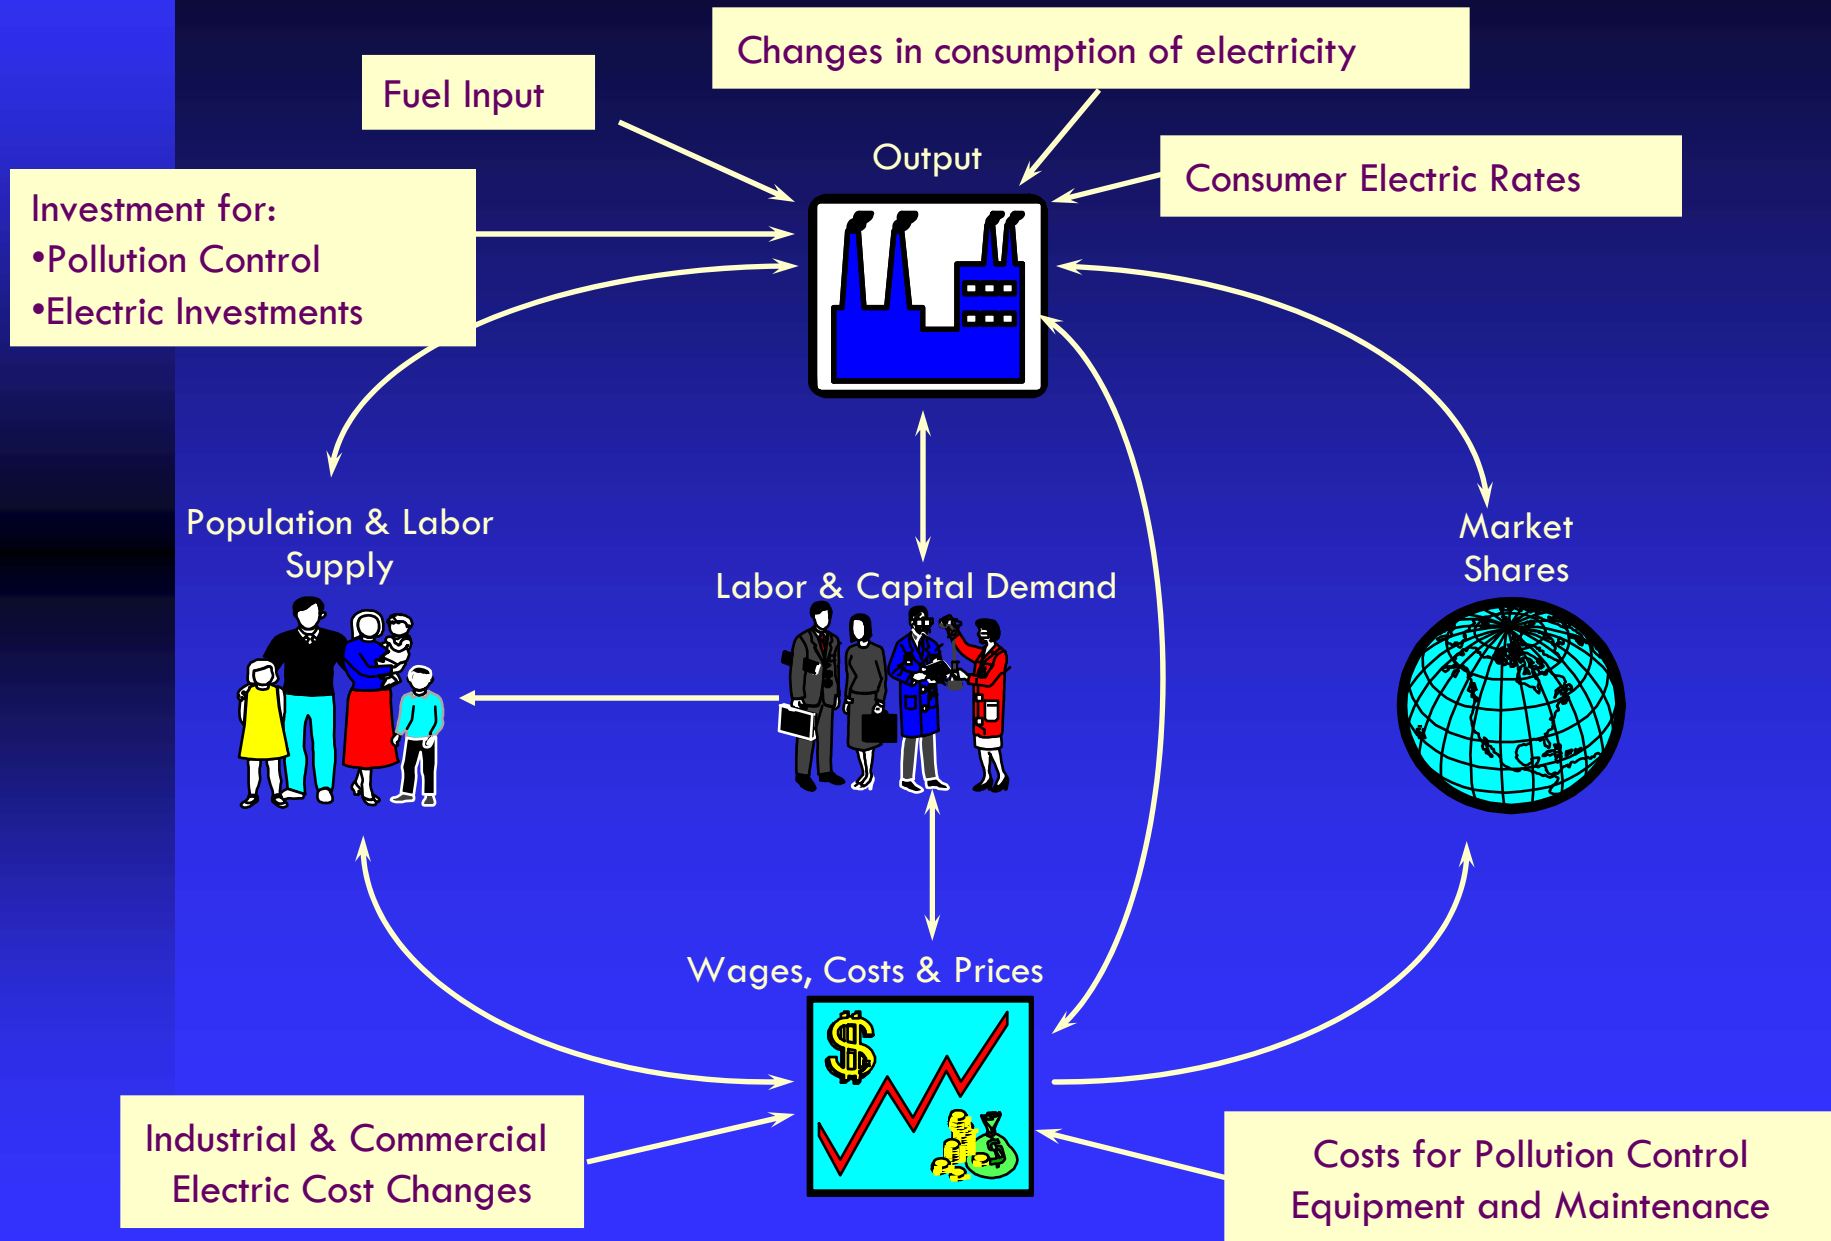 Changes in consumption of electricity
Fuel Input
Output
Consumer Electric Rates
Investment for:
•Pollution Control
•Electric Investments
Population & Labor
Supply
Labor & Capital Demand
Market
Shares
Wages, Costs & Prices
$
$
Industrial & Commercial
Electric Cost Changes
Costs for Pollution Control
Equipment and Maintenance